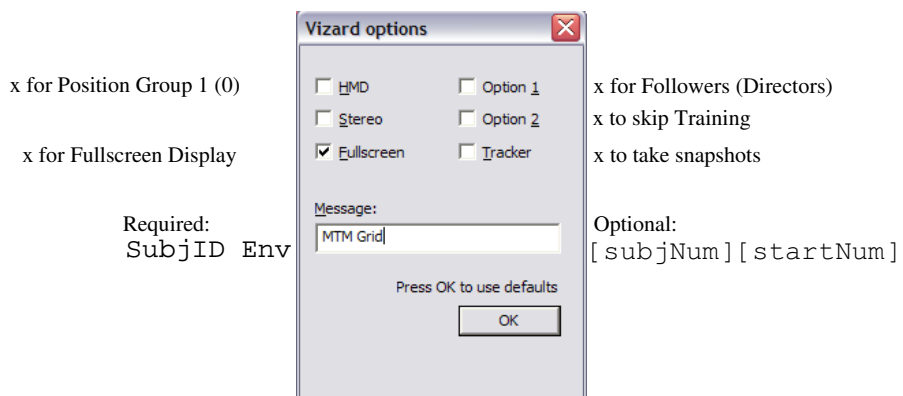 Vizard options
x for Position Group 1 (0)
HMD
Option 1
x for Followers (Directors)
Stereo
Option 2
x to skip Training
x for Fullscreen Display
Fullscreen
Tracker
x to take snapshots
Message:
Required:
SubjID Env
MTM Grid
Optional:
[subjNum][startNum]
Press OK to use defaults
OK